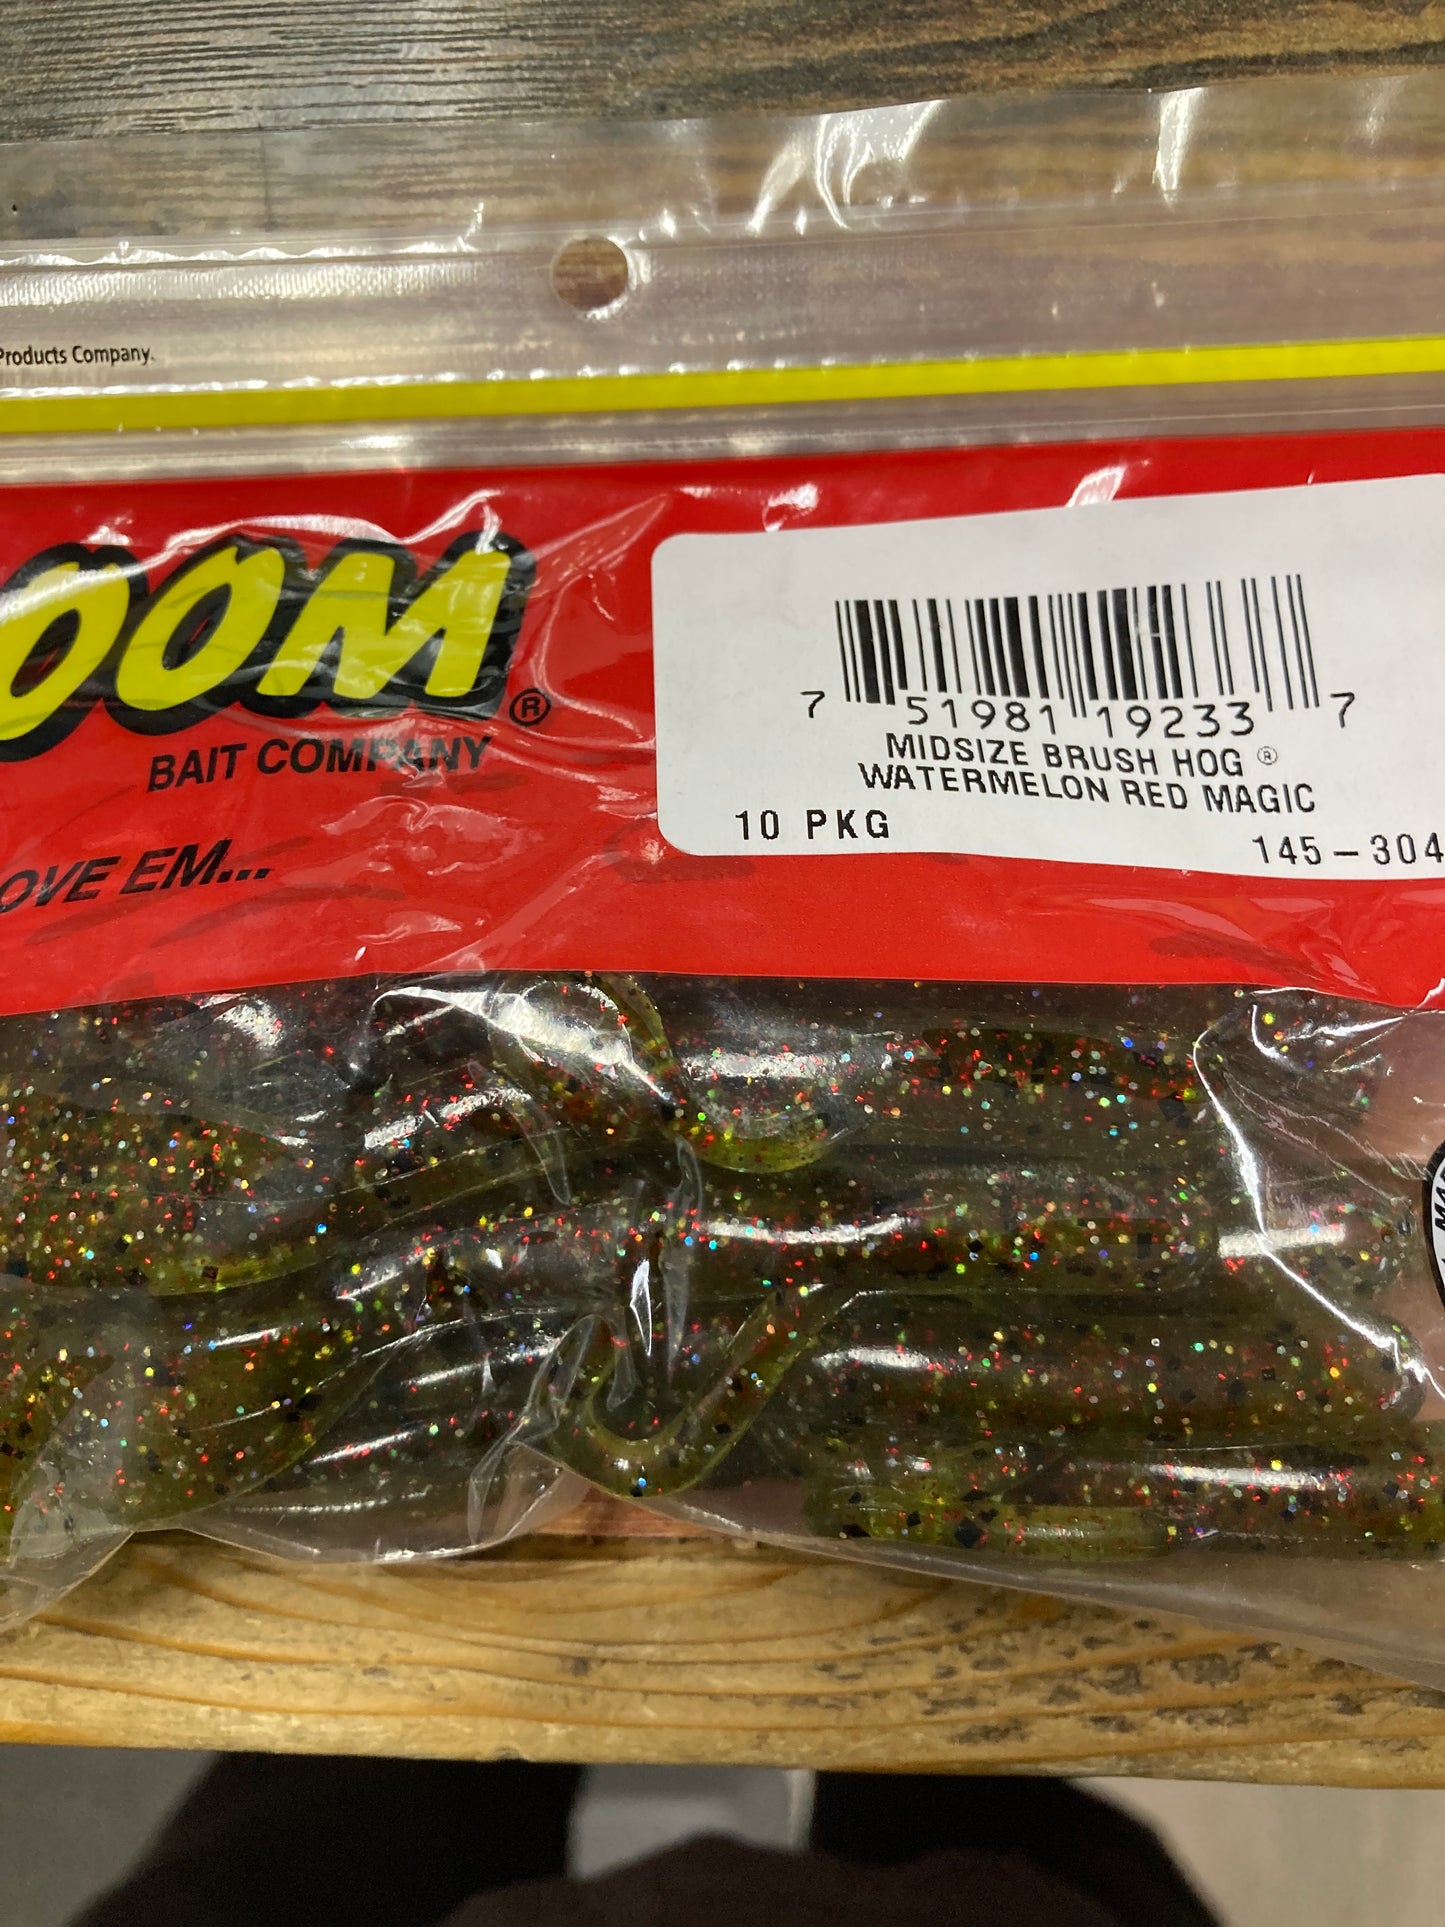 Products Company.
OOM®
BAIT COMPANY
OVE EM...
7 51981 19233 7
MIDSIZE BRUSH HOG ®
WATERMELON RED MAGIC
10 PKG
145-304